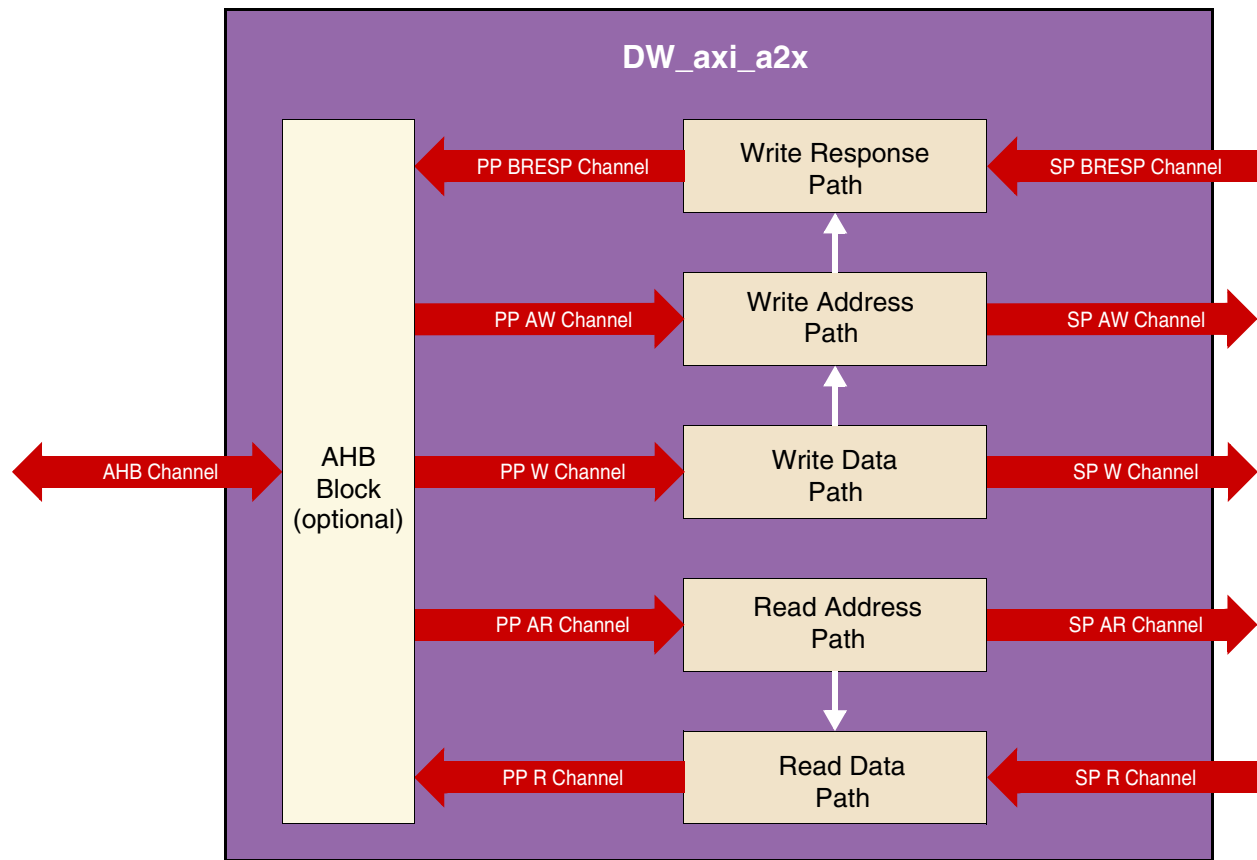 DW_axi_a2x
PP BRESP Channel
Write Response
Path
SP BRESP Channel
PP AW Channel
Write Address
Path
SP AW Channel
AHB Channel
AHB
Block
(optional)
PP W Channel
Write Data
Path
SP W Channel
PP AR Channel
Read Address
Path
SP AR Channel
PP R Channel
Read Data
Path
SP R Channel